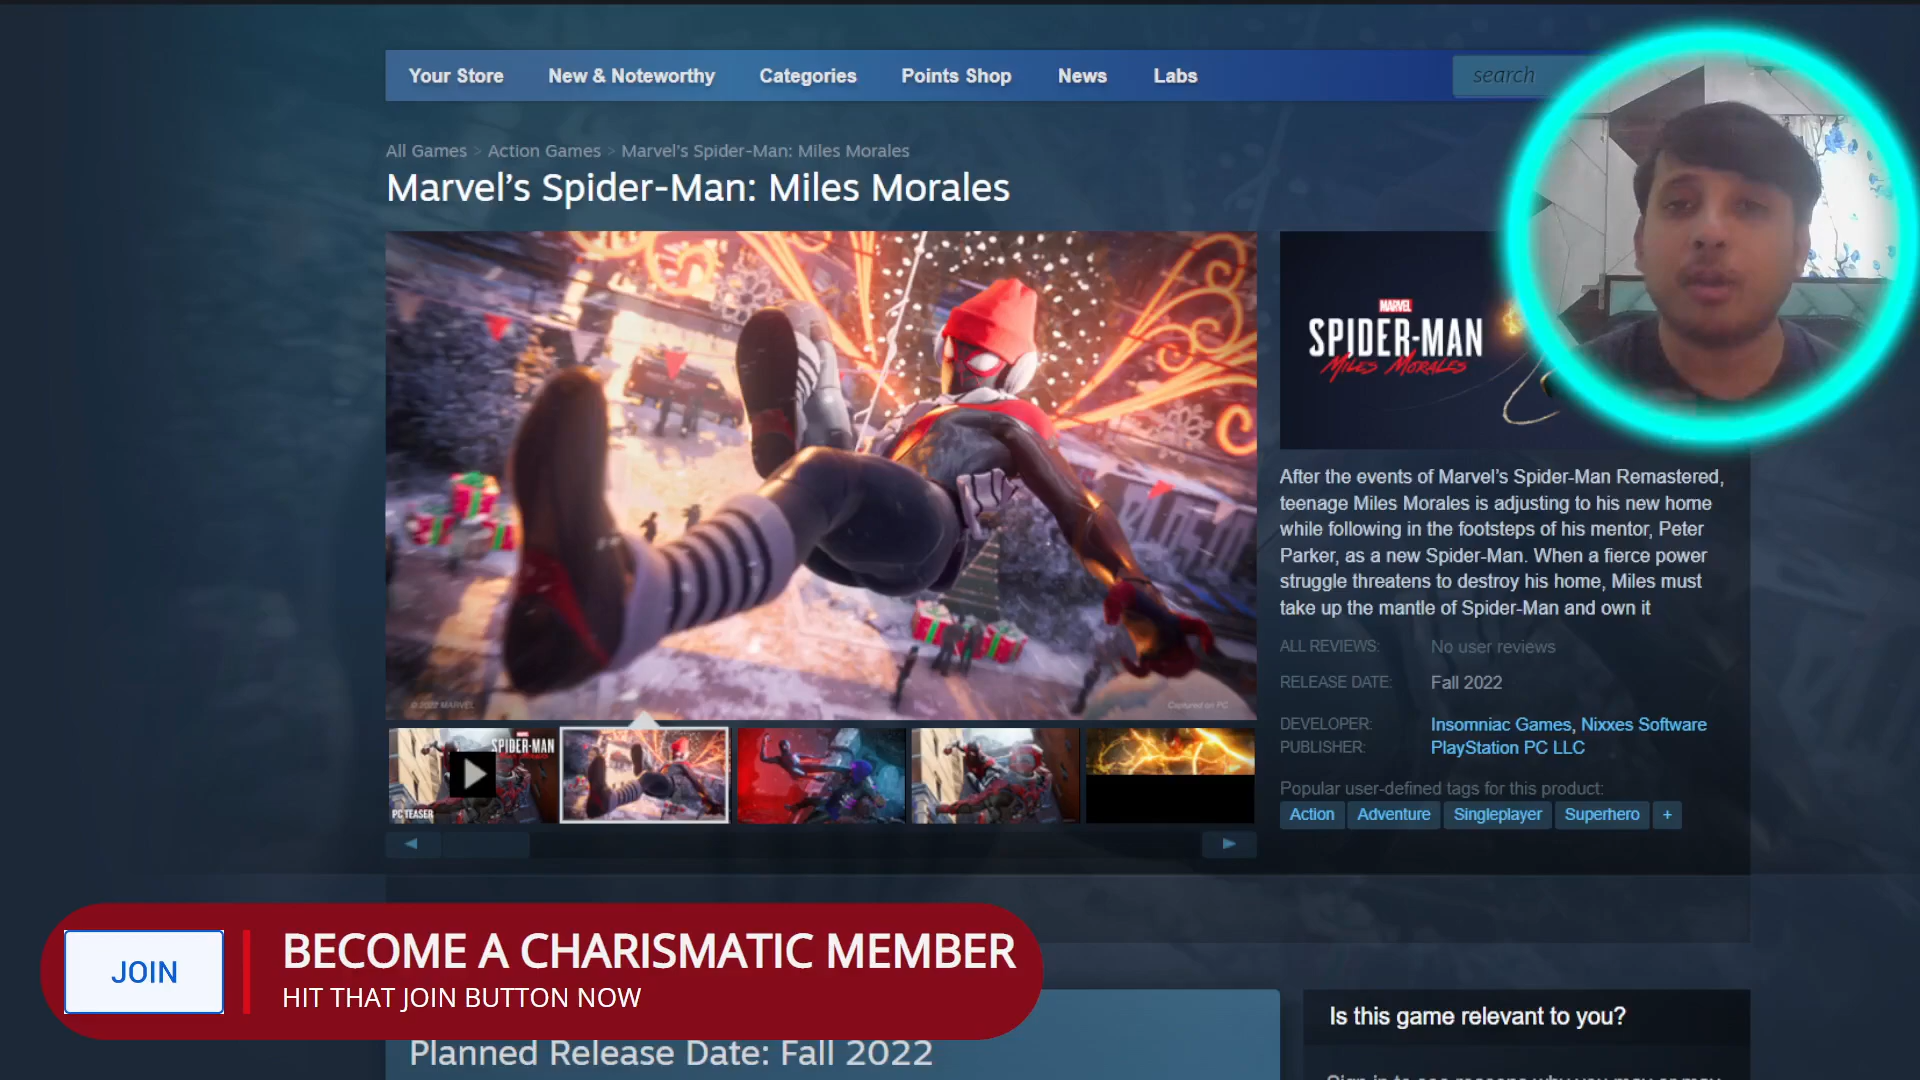 Your Store
New & Noteworthy
Categories
Points Shop
News
Labs
search
All Games > Action Games > Marvel's Spider-Man: Miles Morales
Marvel's Spider-Man: Miles Morales
MARVEL
SPIDER-MAN
MILES MORALES
After the events of Marvel's Spider-Man Remastered,
teenage Miles Morales is adjusting to his new home
while following in the footsteps of his mentor, Peter
Parker, as a new Spider-Man. When a fierce power
struggle threatens to destroy his home, Miles must
take up the mantle of Spider-Man and own it
ALL REVIEWS: No user reviews
RELEASE DATE: Fall 2022
DEVELOPER: Insomniac Games, Nixxes Software
PUBLISHER: PlayStation PC LLC
Popular user-defined tags for this product:
Action
Adventure
Singleplayer
Superhero
+
© 2022 MARVEL
Captured on PC
SPIDER-MAN
PC TEASER
JOIN
BECOME A CHARISMATIC MEMBER
HIT THAT JOIN BUTTON NOW
Planned Release Date: Fall 2022
Is this game relevant to you?